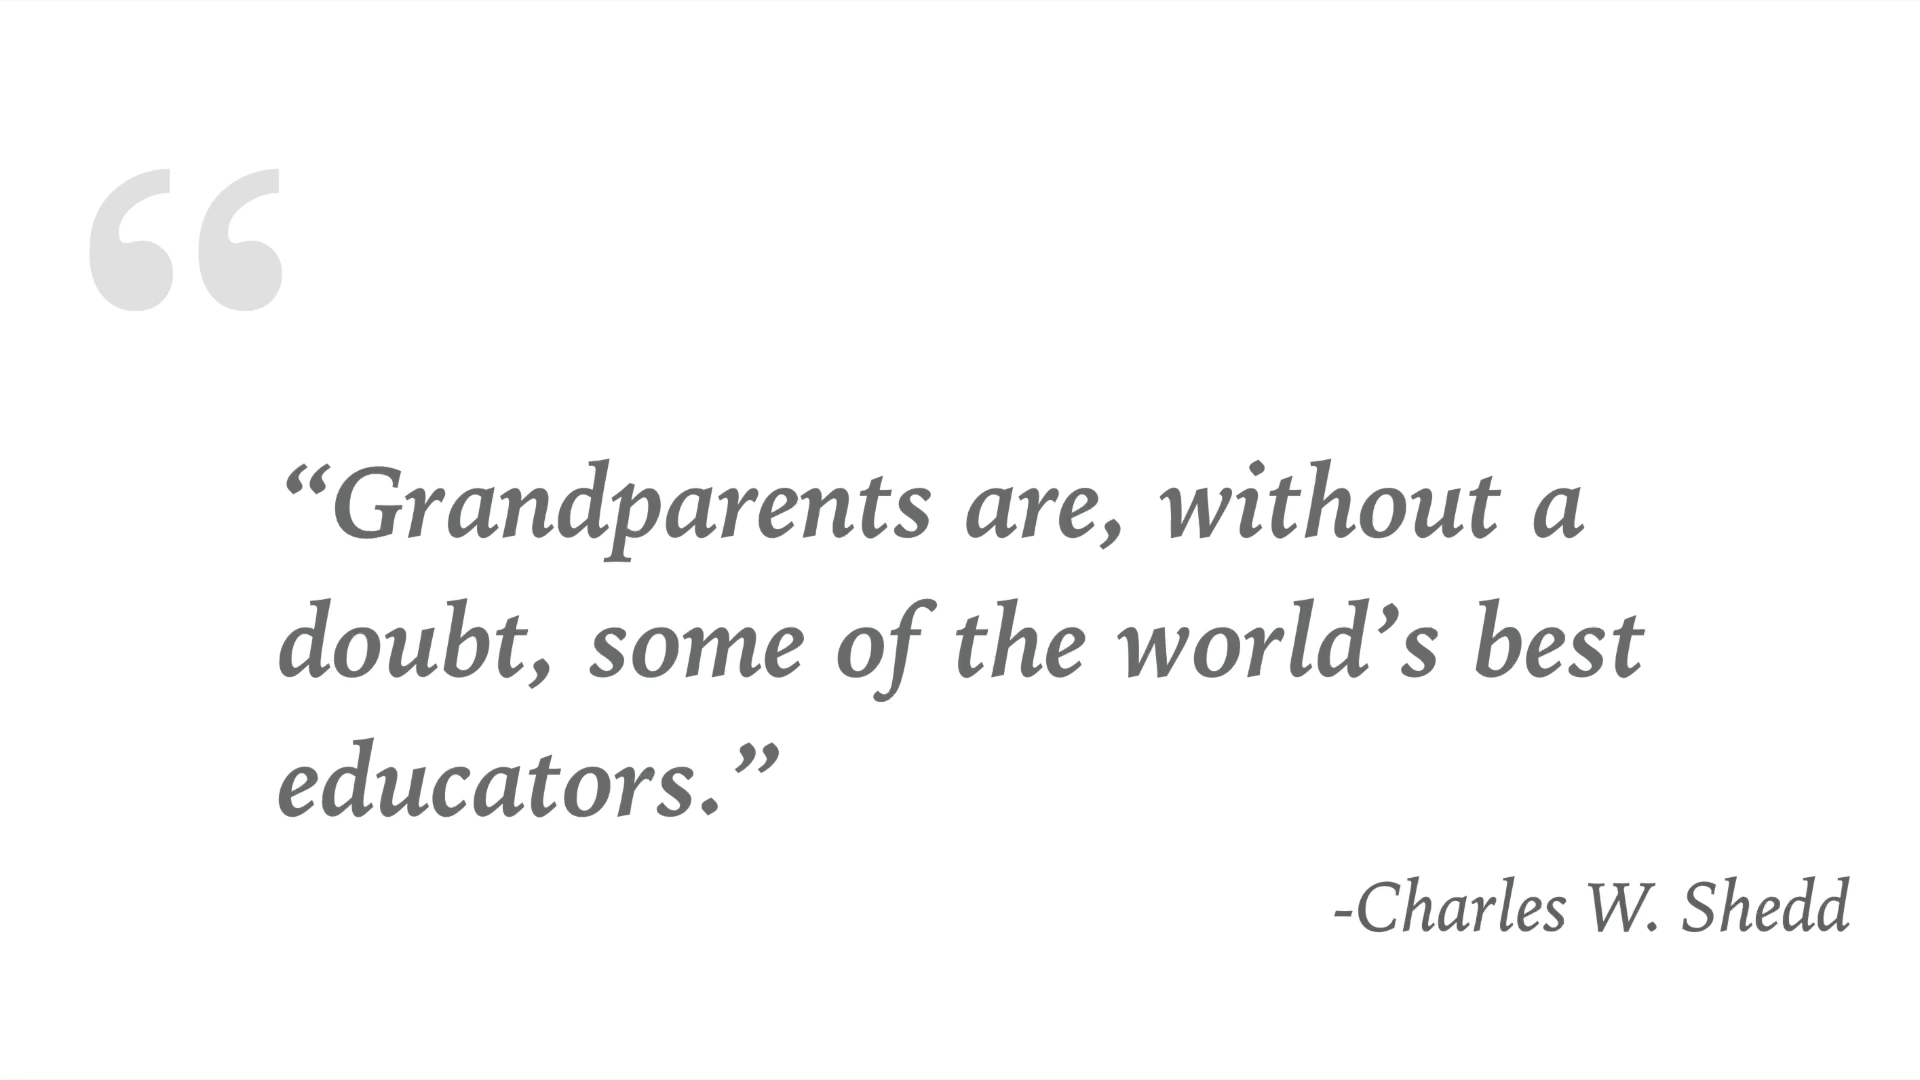 “
“Grandparents are, without a
doubt, some of the world’s best
educators.”
-Charles W. Shedd